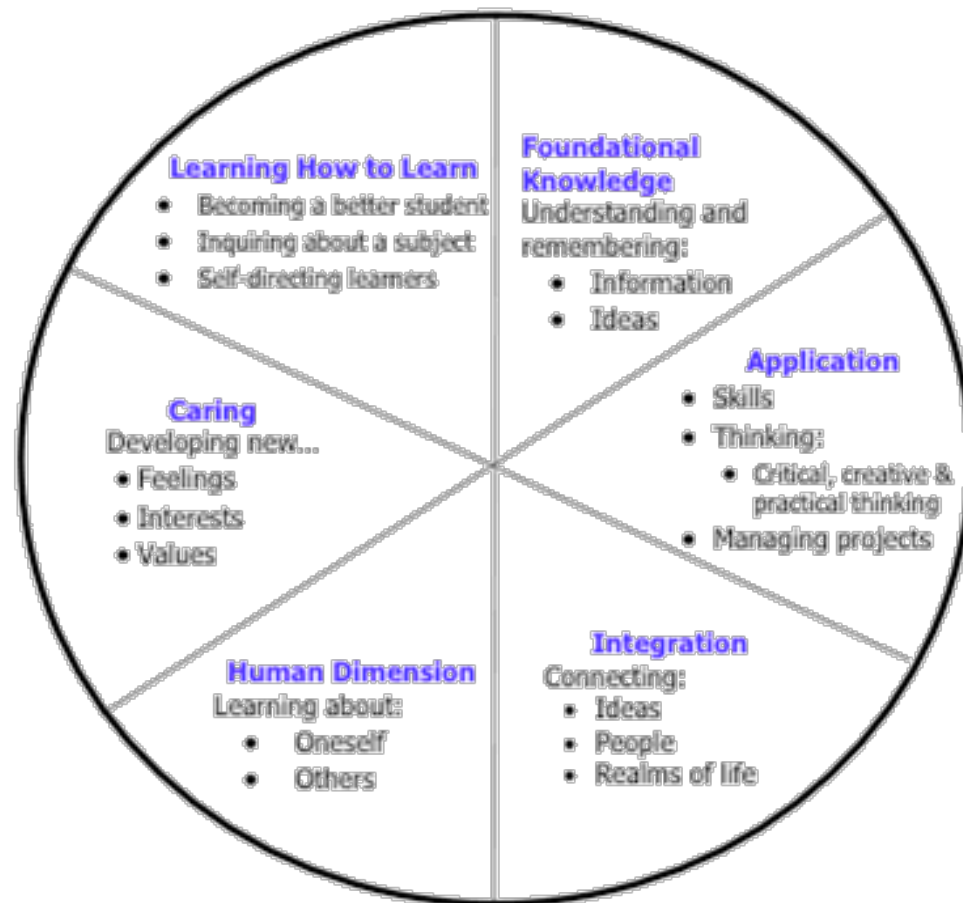 Learning How to Learn
• Becoming a better student
• Inquiring about a subject
• Self-directing learners
Foundational
Knowledge
Understanding and
remembering:
• Information
• Ideas
Application
• Skills
• Thinking:
• Critical, creative &
practical thinking
• Managing projects
Integration
Connecting:
• Ideas
• People
• Realms of life
Human Dimension
Learning about:
• Oneself
• Others
Caring
Developing new...
• Feelings
• Interests
• Values